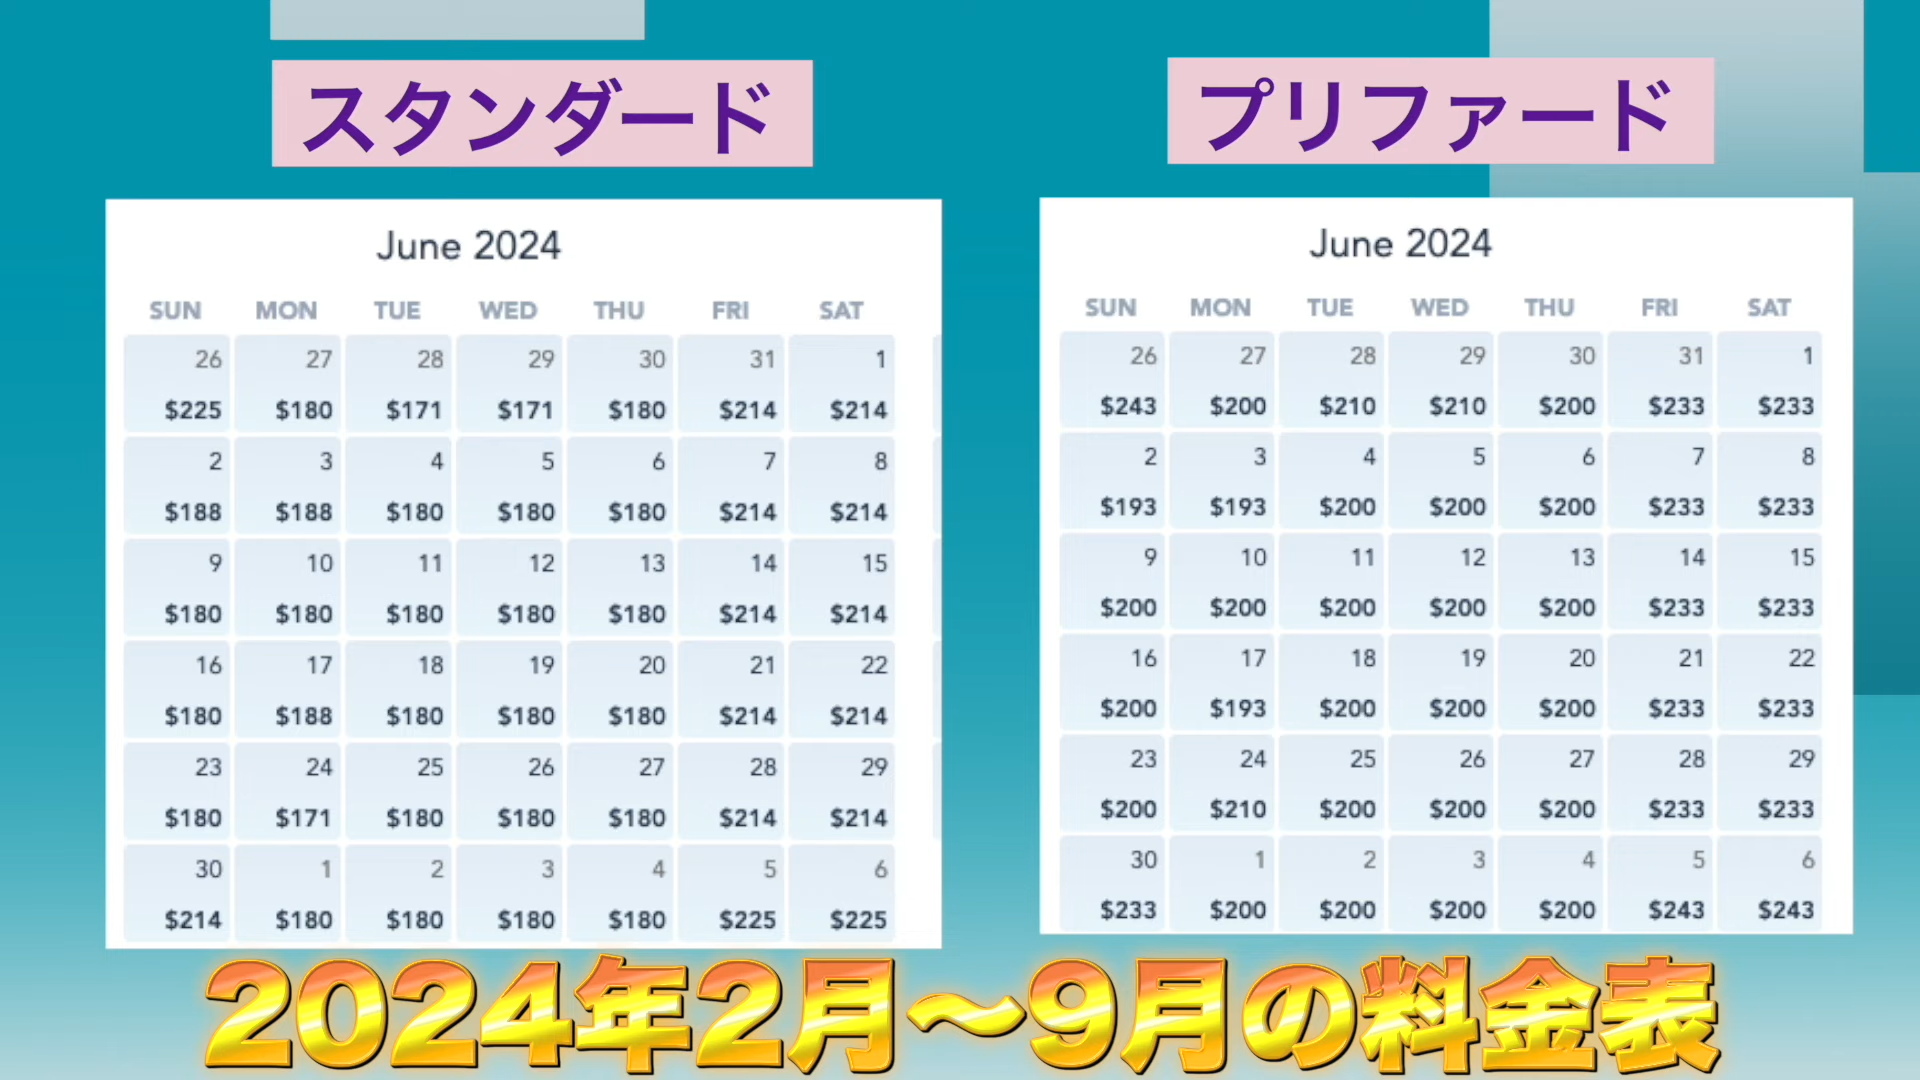 スタンダード
June 2024
SUN MON TUE WED THU FRI SAT
26 27 28 29 30 31 1
$225 $180 $171 $171 $180 $214 $214
2 3 4 5 6 7 8
$188 $188 $180 $180 $180 $214 $214
9 10 11 12 13 14 15
$180 $180 $180 $180 $180 $214 $214
16 17 18 19 20 21 22
$180 $188 $180 $180 $180 $214 $214
23 24 25 26 27 28 29
$180 $171 $180 $180 $180 $214 $214
30 1 2 3 4 5 6
$214 $180 $180 $180 $180 $225 $225
プリファード
June 2024
SUN MON TUE WED THU FRI SAT
26 27 28 29 30 31 1
$243 $200 $210 $210 $200 $233 $233
2 3 4 5 6 7 8
$193 $193 $200 $200 $200 $233 $233
9 10 11 12 13 14 15
$200 $200 $200 $200 $200 $233 $233
16 17 18 19 20 21 22
$200 $193 $200 $200 $200 $233 $233
23 24 25 26 27 28 29
$200 $210 $200 $200 $200 $233 $233
30 1 2 3 4 5 6
$233 $200 $200 $200 $200 $243 $243
2024年2月～9月の料金表